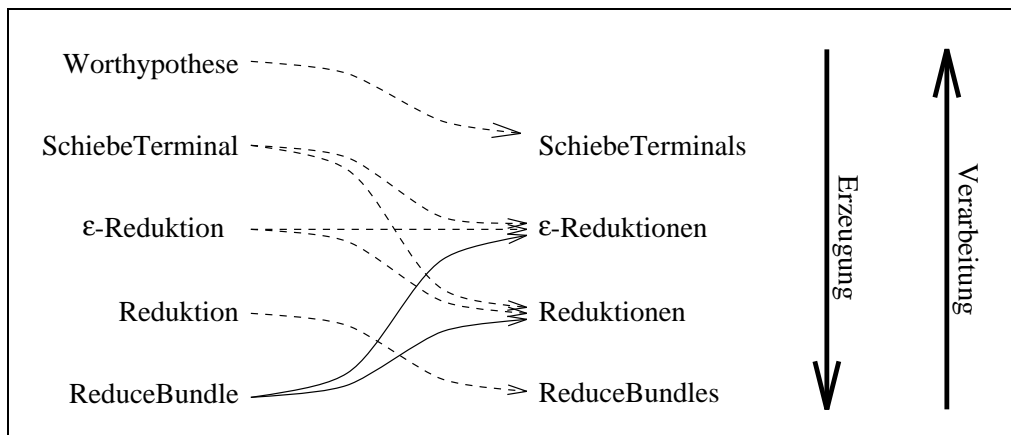 Worthypothese
SchiebeTerminal
SchiebeTerminals
ε-Reduktion
ε-Reduktionen
Reduktion
Reduktionen
ReduceBundle
ReduceBundles
Erzeugung
Verarbeitung